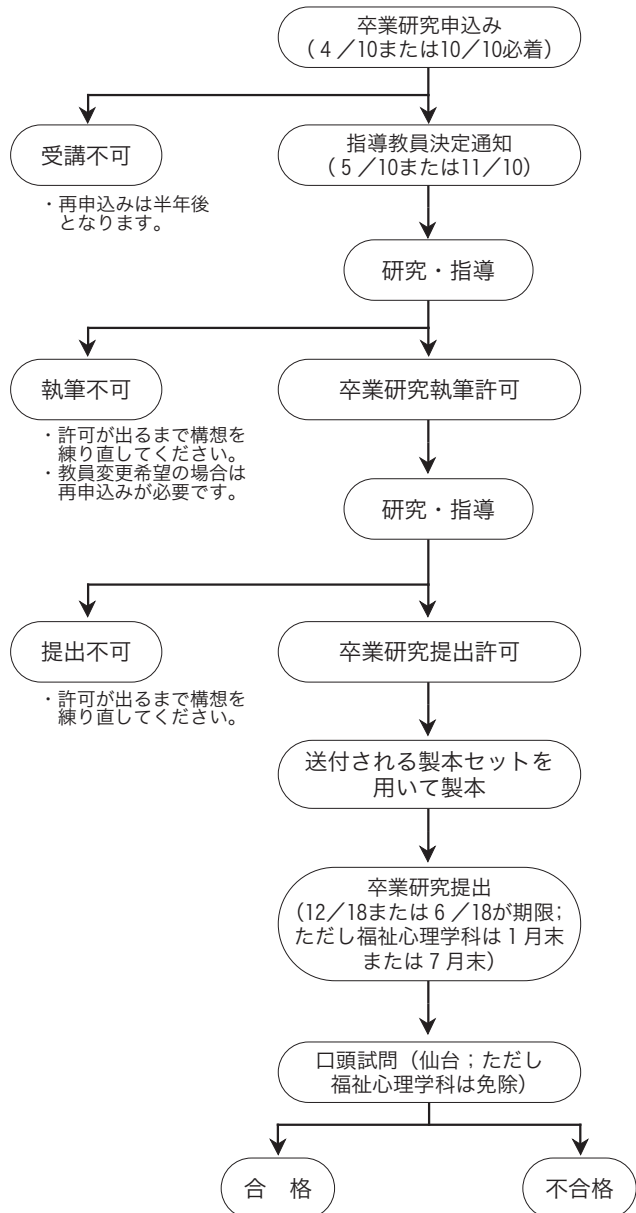 卒業研究申込み
(4／10または10／10必着)
受講不可
指導教員決定通知
(5／10または11／10)
・再申込みは半年後
となります。
研究・指導
執筆不可
卒業研究執筆許可
・許可が出るまで構想を
練り直してください。
・教員変更希望の場合は
再申込みが必要です。
研究・指導
提出不可
卒業研究提出許可
・許可が出るまで構想を
練り直してください。
送付される製本セットを
用いて製本
卒業研究提出
(12／18または6／18が期限;
ただし福祉心理学科は1月末
または7月末)
口頭試問（仙台；ただし
福祉心理学科は免除）
合　格
不合格